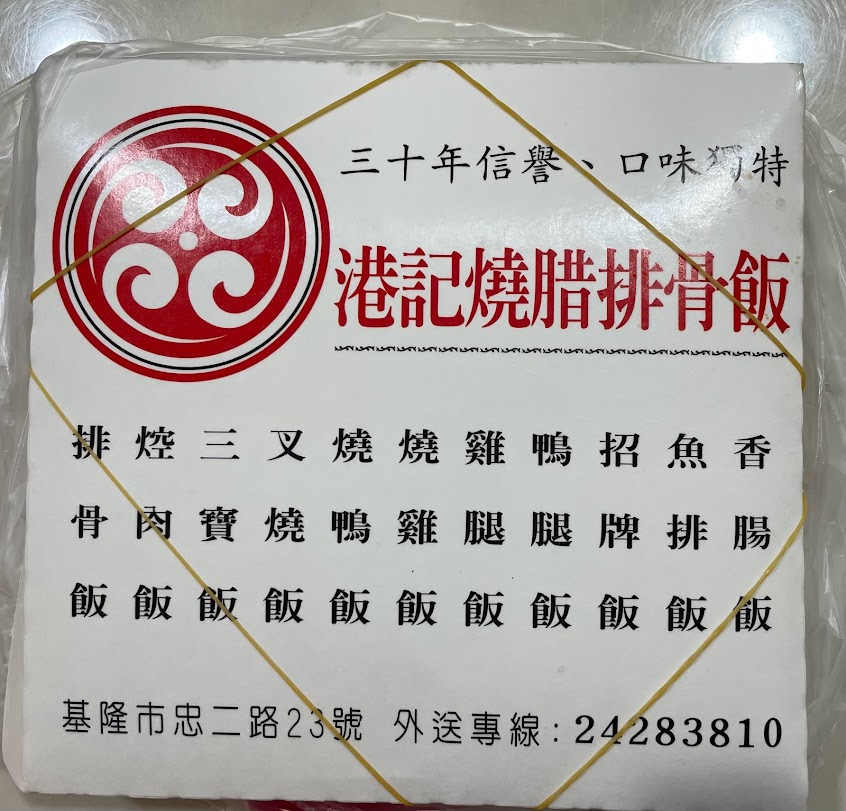 三十年信譽、口味獨特
港記燒腊排骨飯
排骨飯
焢肉飯
三寶飯
叉燒飯
燒鴨飯
燒雞飯
雞腿飯
鴨腿飯
招牌飯
魚排飯
香腸飯
基隆市忠二路23號 外送專線:24283810